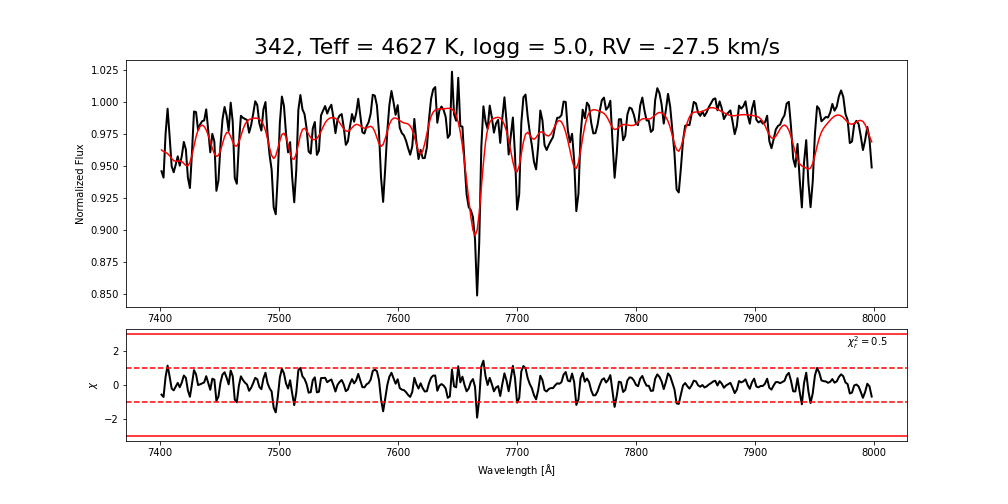 342, Teff = 4627 K, logg = 5.0, RV = -27.5 km/s
1.025
1.000
0.975
0.950
0.925
0.900
0.875
0.850
Normalized Flux
7400 7500 7600 7700 7800 7900 8000
χ²ᵣ = 0.5
2
0
−2
χ
7400 7500 7600 7700 7800 7900 8000
Wavelength [Å]